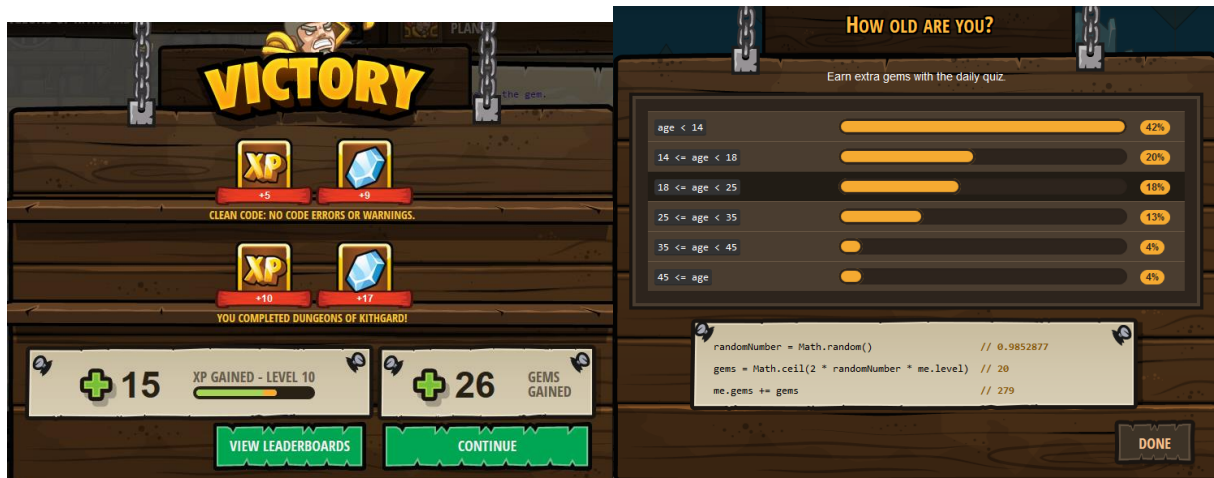 PLAN
the gem.
VICTORY
XP
+5
+9
CLEAN CODE: NO CODE ERRORS OR WARNINGS.
XP
+10
+17
YOU COMPLETED DUNGEONS OF KITHGARD!
15
XP GAINED - LEVEL 10
26
GEMS
GAINED
VIEW LEADERBOARDS
CONTINUE
HOW OLD ARE YOU?
Earn extra gems with the daily quiz.
age < 14 42%
14 <= age < 18 20%
18 <= age < 25 18%
25 <= age < 35 13%
35 <= age < 45 4%
45 <= age 4%
randomNumber = Math.random() // 0.9852877
gems = Math.ceil(2 * randomNumber * me.level) // 20
me.gems += gems // 279
DONE